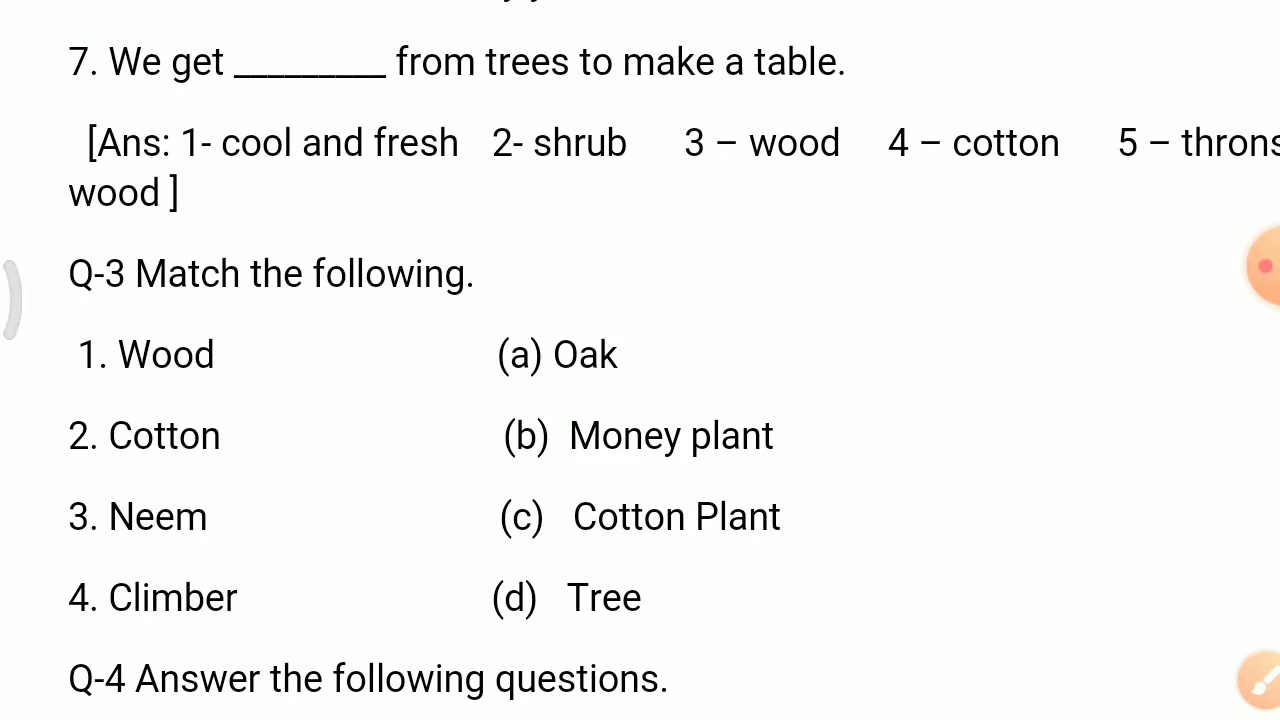 7. We get _________ from trees to make a table.
[Ans: 1- cool and fresh 2- shrub 3 – wood 4 – cotton 5 – throns
wood ]
Q-3 Match the following.
1. Wood (a) Oak
2. Cotton (b) Money plant
3. Neem (c) Cotton Plant
4. Climber (d) Tree
Q-4 Answer the following questions.